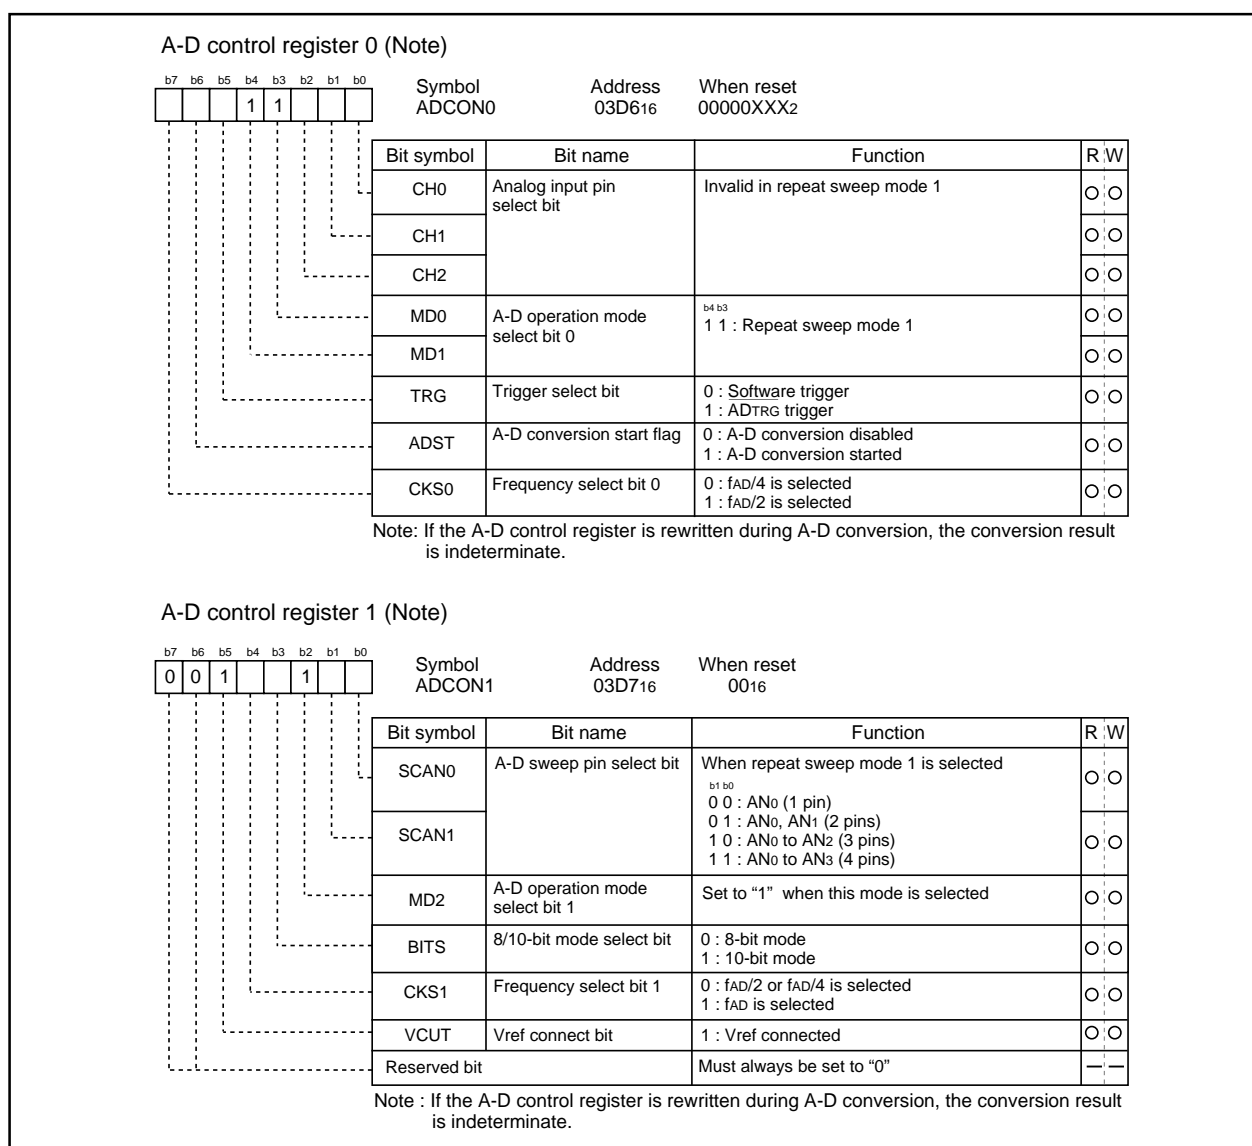 A-D control register 0 (Note)
b7 b6 b5 b4 b3 b2 b1 b0
1 1
Symbol Address When reset
ADCON0 03D616 00000XXX2
Bit symbol Bit name Function R W
CH0 Analog input pin select bit Invalid in repeat sweep mode 1
CH1
CH2
MD0 A-D operation mode select bit 0 b4 b3
1 1 : Repeat sweep mode 1
MD1
TRG Trigger select bit 0 : Software trigger
1 : ADTRG trigger
ADST A-D conversion start flag 0 : A-D conversion disabled
1 : A-D conversion started
CKS0 Frequency select bit 0 0 : fAD/4 is selected
1 : fAD/2 is selected
Note: If the A-D control register is rewritten during A-D conversion, the conversion result
is indeterminate.
A-D control register 1 (Note)
b7 b6 b5 b4 b3 b2 b1 b0
0 0 1 1
Symbol Address When reset
ADCON1 03D716 0016
Bit symbol Bit name Function R W
SCAN0 A-D sweep pin select bit When repeat sweep mode 1 is selected
b1 b0
0 0 : AN0 (1 pin)
0 1 : AN0, AN1 (2 pins)
SCAN1 1 0 : AN0 to AN2 (3 pins)
1 1 : AN0 to AN3 (4 pins)
MD2 A-D operation mode select bit 1 Set to “1” when this mode is selected
BITS 8/10-bit mode select bit 0 : 8-bit mode
1 : 10-bit mode
CKS1 Frequency select bit 1 0 : fAD/2 or fAD/4 is selected
1 : fAD is selected
VCUT Vref connect bit 1 : Vref connected
Reserved bit Must always be set to “0”
Note : If the A-D control register is rewritten during A-D conversion, the conversion result
is indeterminate.